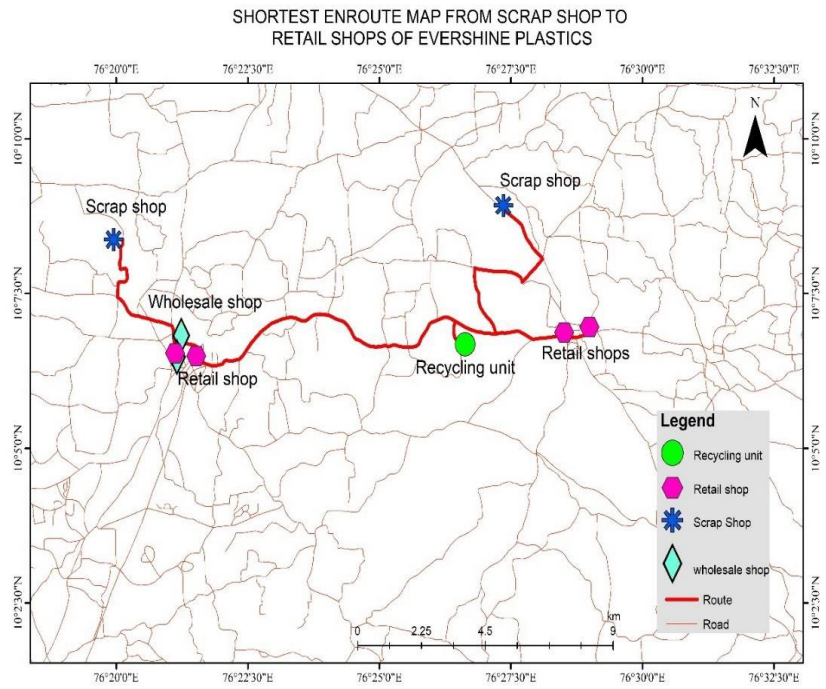 SHORTEST ENROUTE MAP FROM SCRAP SHOP TO
RETAIL SHOPS OF EVERSHINE PLASTICS
76°20'0"E 76°22'30"E 76°25'0"E 76°27'30"E 76°30'0"E 76°32'30"E
N
10°10'0"N 10°10'0"N
Scrap shop
Scrap shop
10°7'30"N 10°7'30"N
Wholesale shop
Retail shops
Recycling unit
Retail shop
Legend
10°5'0"N 10°5'0"N
Recycling unit
Retail shop
Scrap Shop
wholesale shop
Route
Road
10°2'30"N 10°2'30"N
km
0 2.25 4.5 9
76°20'0"E 76°22'30"E 76°25'0"E 76°27'30"E 76°30'0"E 76°32'30"E